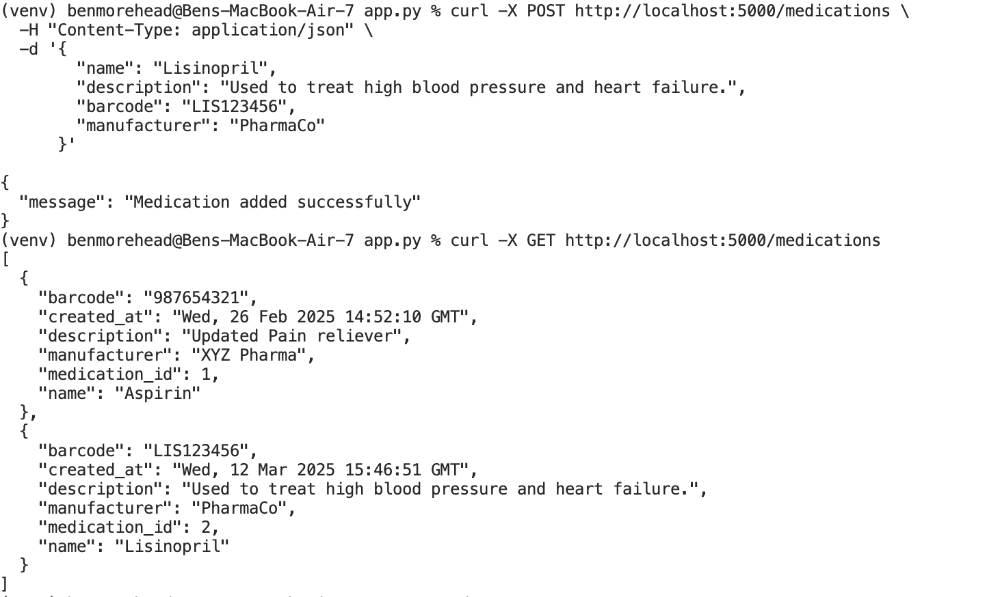 (venv) benmorehead@Bens-MacBook-Air-7 app.py % curl -X POST http://localhost:5000/medications \
  -H "Content-Type: application/json" \
  -d '{
        "name": "Lisinopril",
        "description": "Used to treat high blood pressure and heart failure.",
        "barcode": "LIS123456",
        "manufacturer": "PharmaCo"
      }'

{
  "message": "Medication added successfully"
}
(venv) benmorehead@Bens-MacBook-Air-7 app.py % curl -X GET http://localhost:5000/medications
[
  {
    "barcode": "987654321",
    "created_at": "Wed, 26 Feb 2025 14:52:10 GMT",
    "description": "Updated Pain reliever",
    "manufacturer": "XYZ Pharma",
    "medication_id": 1,
    "name": "Aspirin"
  },
  {
    "barcode": "LIS123456",
    "created_at": "Wed, 12 Mar 2025 15:46:51 GMT",
    "description": "Used to treat high blood pressure and heart failure.",
    "manufacturer": "PharmaCo",
    "medication_id": 2,
    "name": "Lisinopril"
  }
]